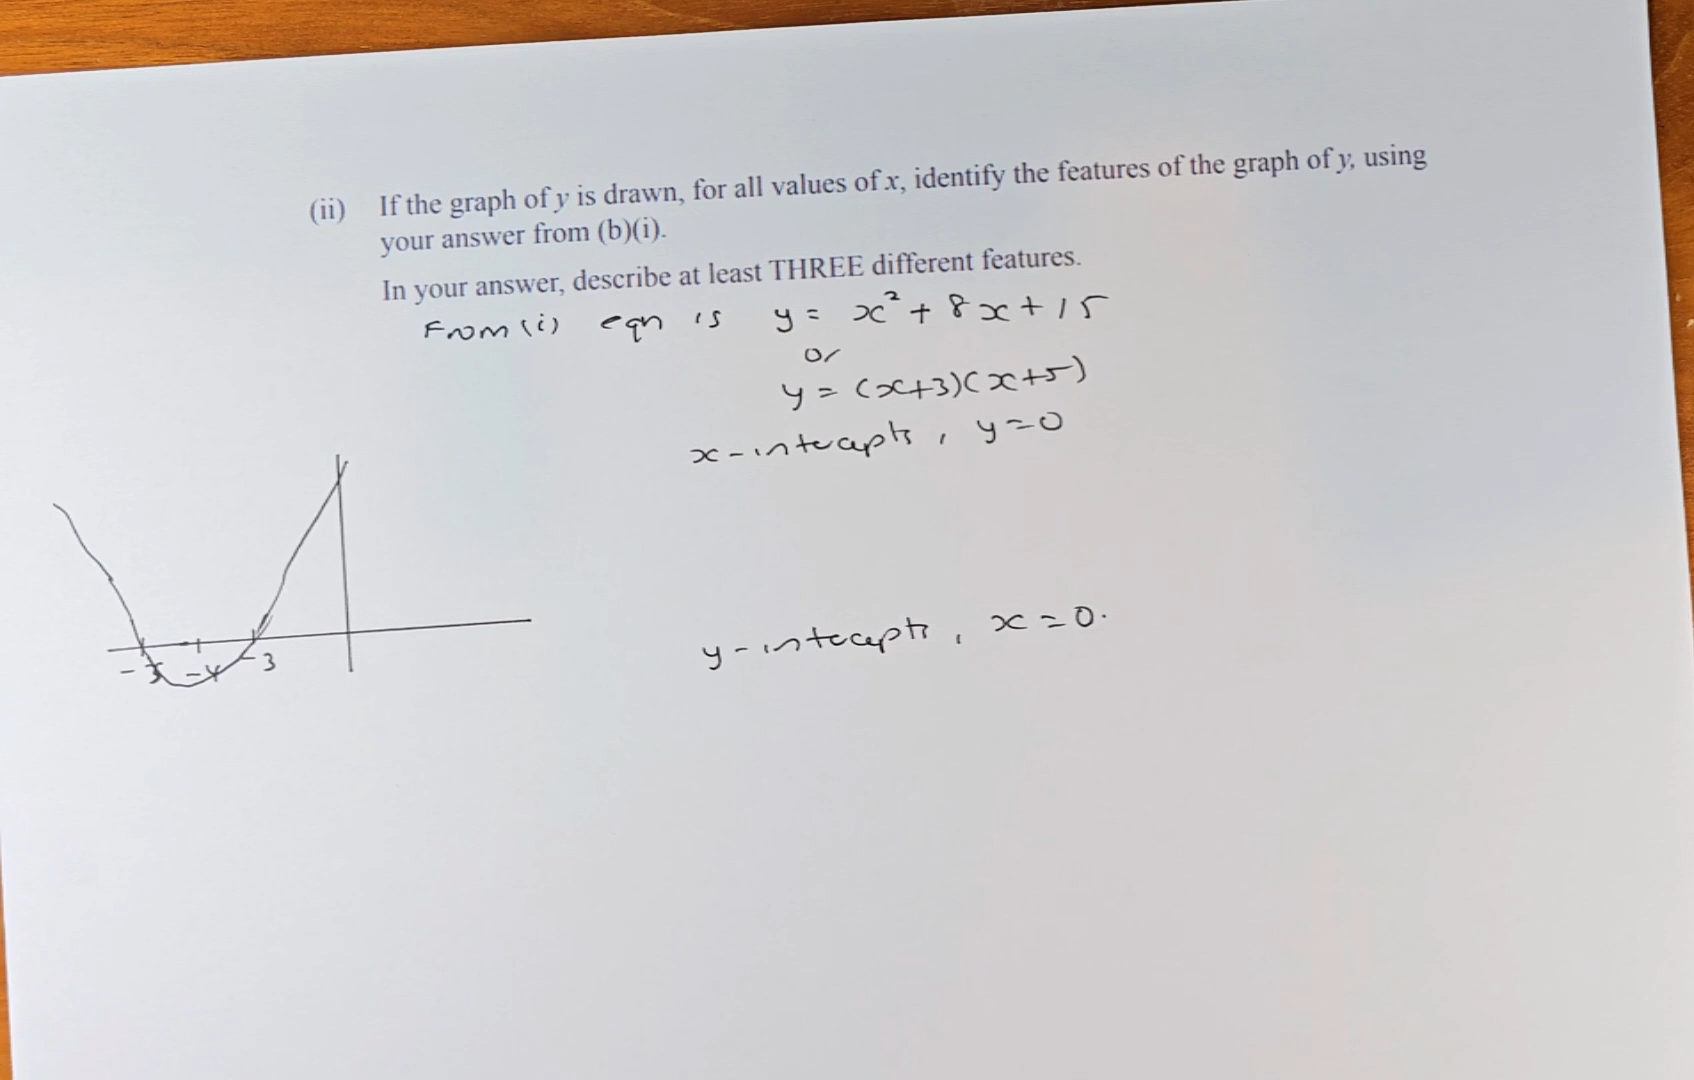 (ii) If the graph of y is drawn, for all values of x, identify the features of the graph of y, using
your answer from (b)(i).
In your answer, describe at least THREE different features.
From (i) eqn is y = x² + 8x + 15
or
y = (x+3)(x+5)
x-intercepts, y=0
y-intercepts, x = 0.
-5 -4 -3